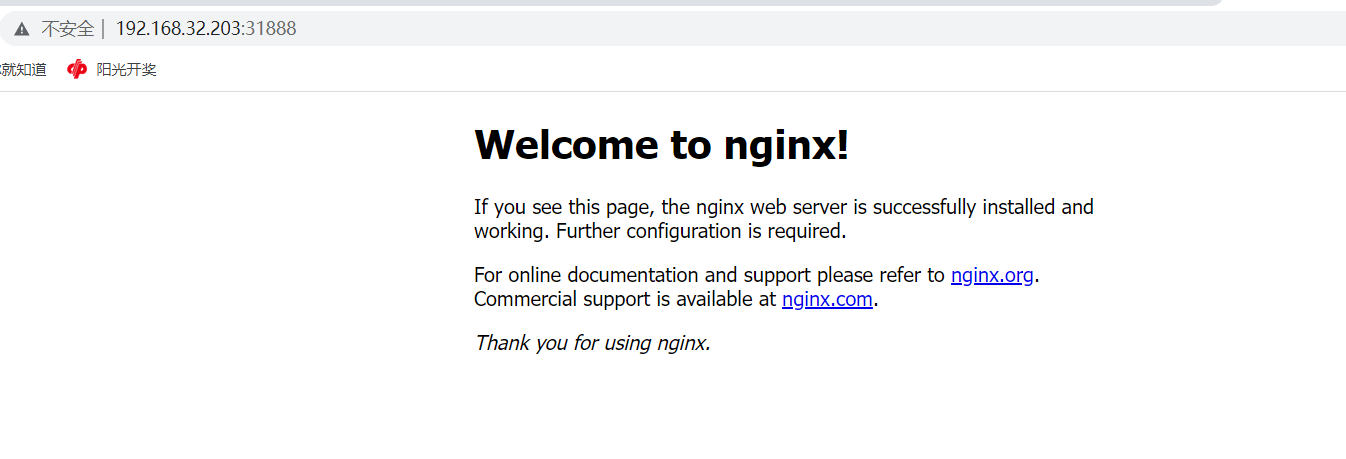 不安全 | 192.168.32.203:31888
就知道 阳光开奖
Welcome to nginx!
If you see this page, the nginx web server is successfully installed and
working. Further configuration is required.
For online documentation and support please refer to nginx.org.
Commercial support is available at nginx.com.
Thank you for using nginx.